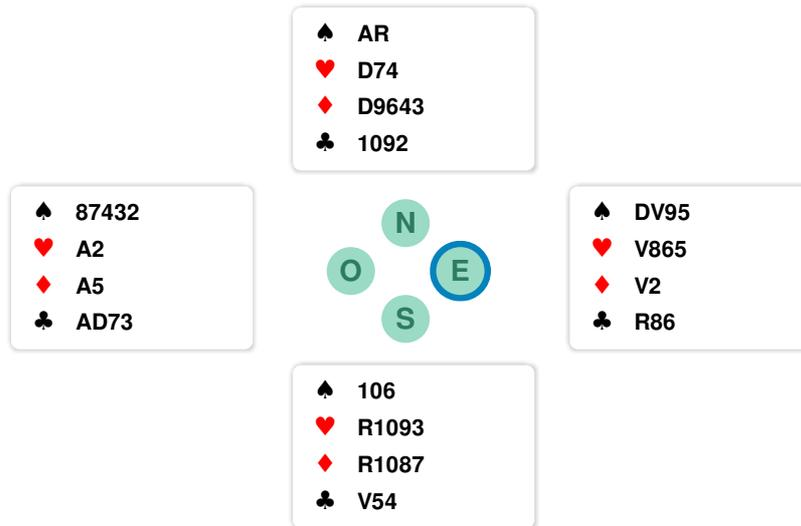 ♠ AR
♥ D74
♦ D9643
♣ 1092
♠ 87432
♥ A2
♦ A5
♣ AD73
N
O
E
S
♠ DV95
♥ V865
♦ V2
♣ R86
♠ 106
♥ R1093
♦ R1087
♣ V54